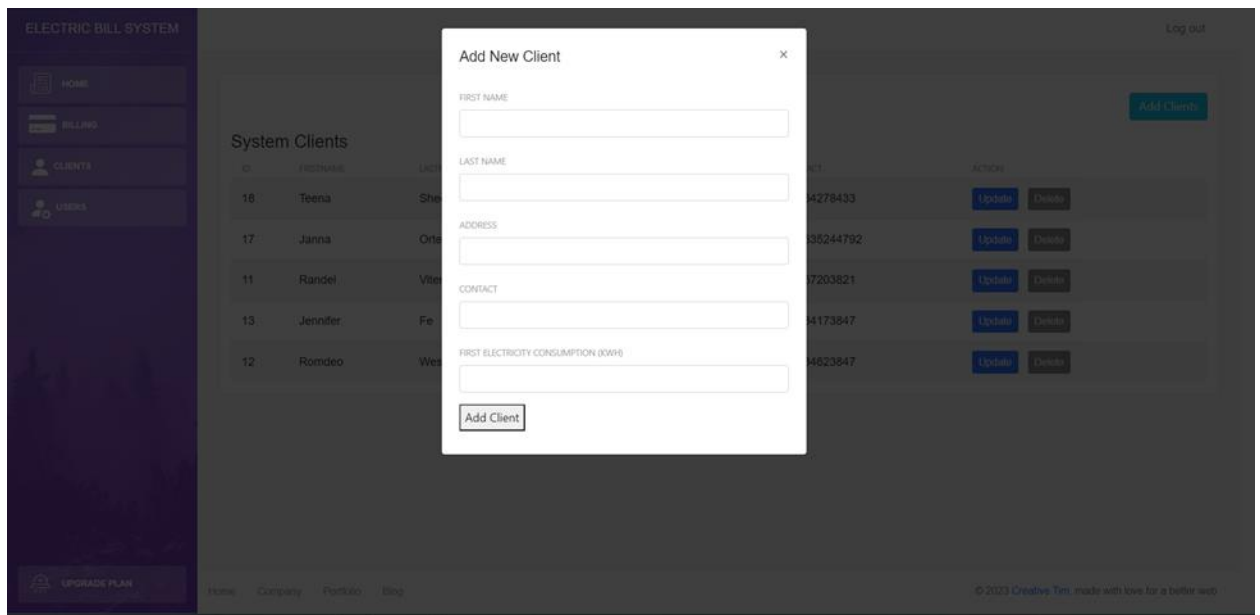 ELECTRIC BILL SYSTEM
Log out
HOME
BILLING
CLIENTS
USERS
UPGRADE PLAN
Add Clients
System Clients
ID FIRSTNAME ACTION
18 Teena 4278433 Update Delete
17 Janna 35244792 Update Delete
11 Randel 7203821 Update Delete
13 Jennifer Fe 4173847 Update Delete
12 Romdeo 4623847 Update Delete
Add New Client ×
FIRST NAME
LAST NAME
ADDRESS
CONTACT
FIRST ELECTRICITY CONSUMPTION (KWH)
Add Client
Home Company Portfolio Blog
© 2023 Creative Tim, made with love for a better web